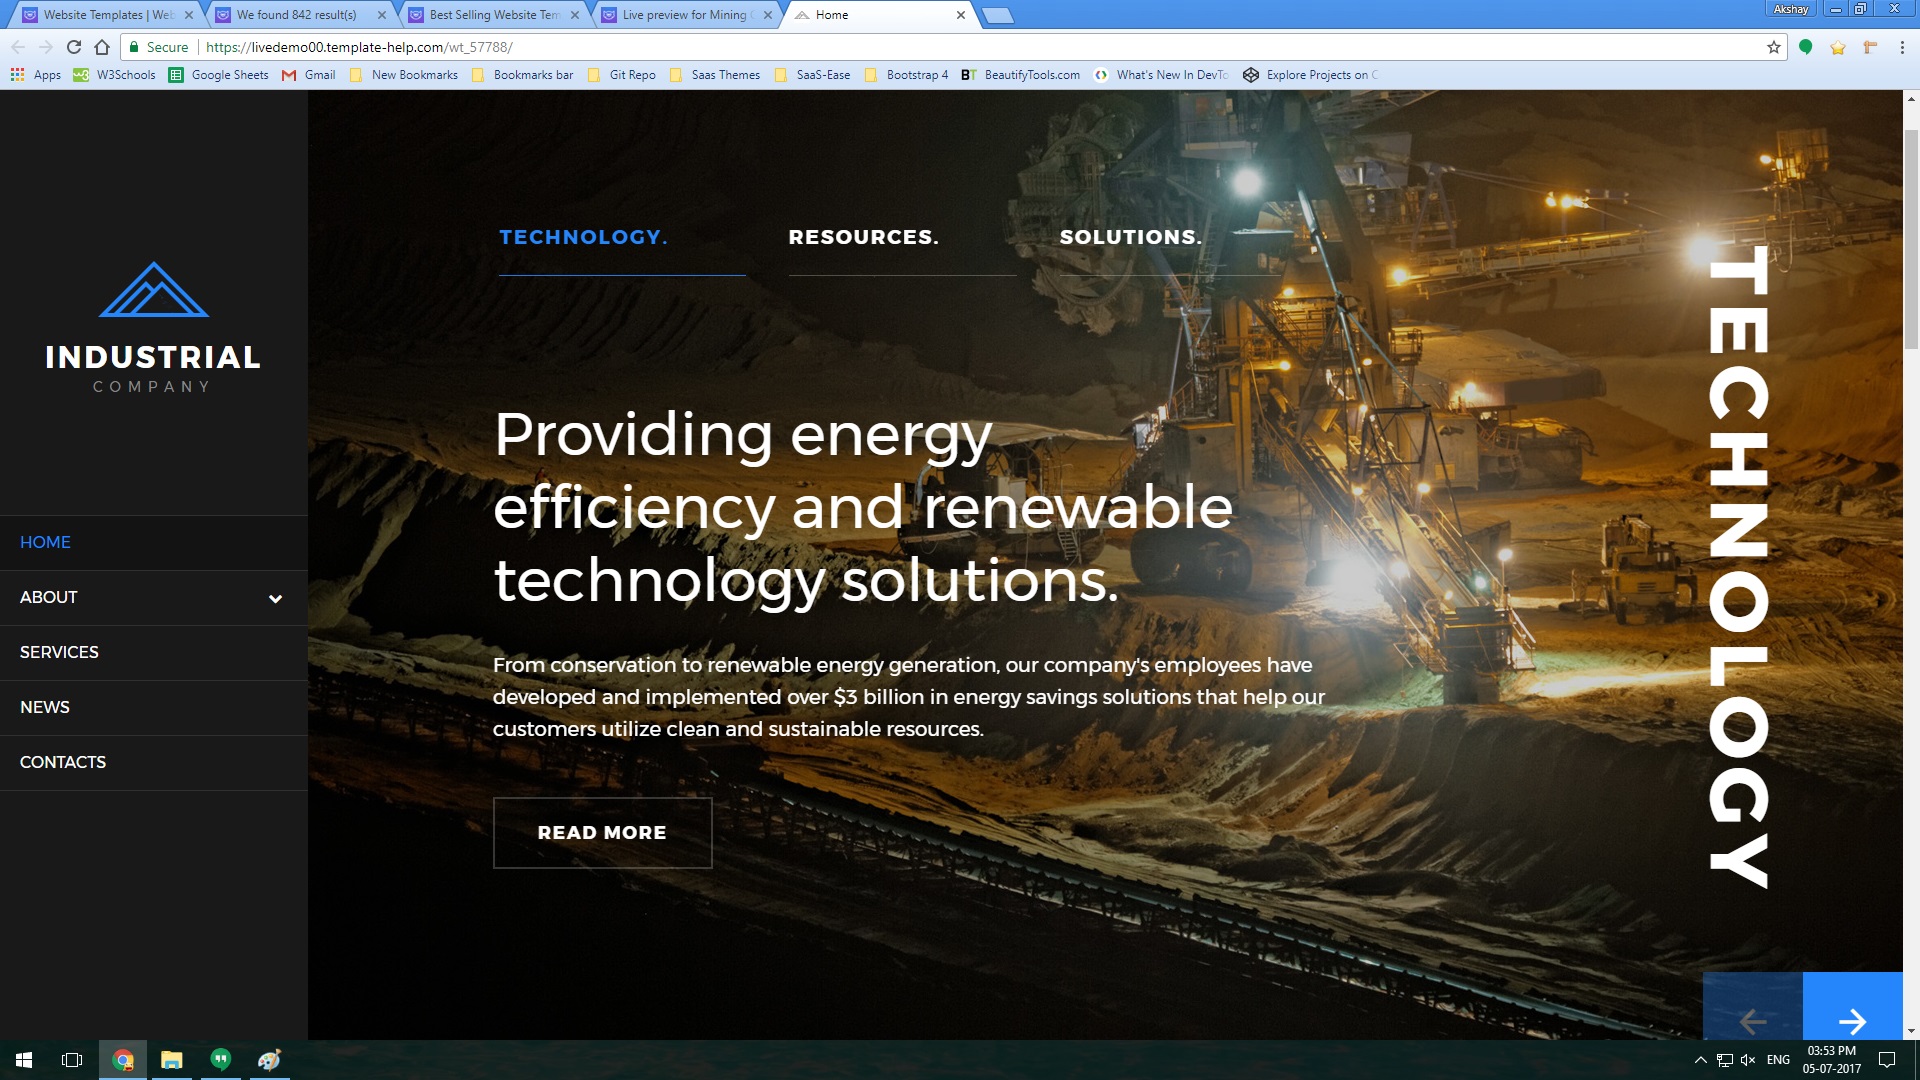 Website Templates | Web
We found 842 result(s)
Best Selling Website Tem
Live preview for Mining
Home
Akshay
Secure
https://livedemo00.template-help.com/wt_57788/
Apps
W3Schools
Google Sheets
Gmail
New Bookmarks
Bookmarks bar
Git Repo
Saas Themes
SaaS-Ease
Bootstrap 4
BT BeautifyTools.com
What's New In DevTo
Explore Projects on C
INDUSTRIAL
COMPANY
HOME
ABOUT
SERVICES
NEWS
CONTACTS
TECHNOLOGY.
RESOURCES.
SOLUTIONS.
Providing energy
efficiency and renewable
technology solutions.
From conservation to renewable energy generation, our company's employees have
developed and implemented over $3 billion in energy savings solutions that help our
customers utilize clean and sustainable resources.
READ MORE
TECHNOLOGY
ENG
03:53 PM
05-07-2017